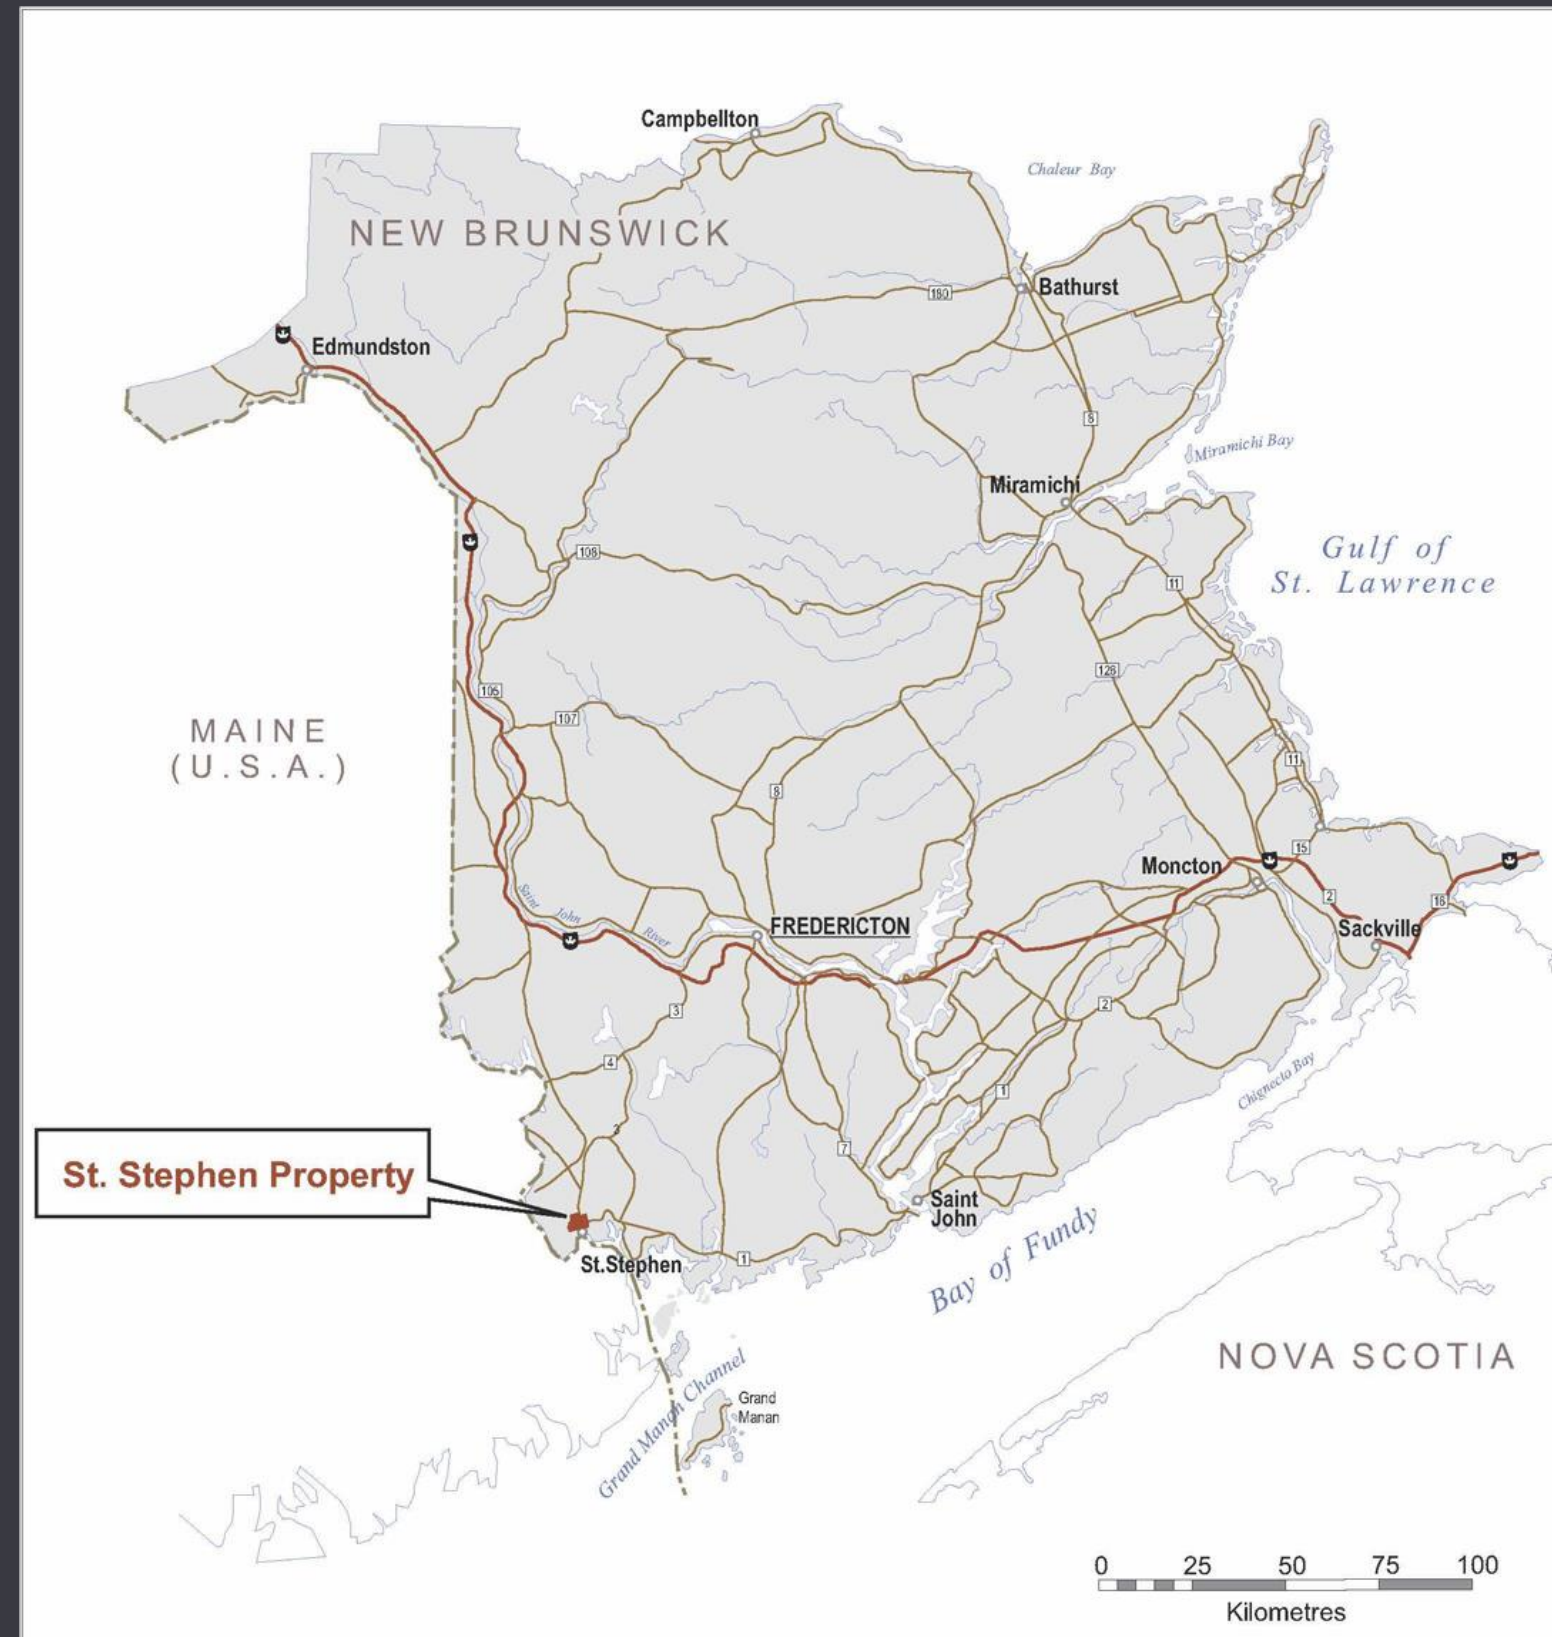 Campbellton
Chaleur Bay
NEW BRUNSWICK
180
Bathurst
Edmundston
8
Miramichi Bay
Miramichi
Gulf of
St. Lawrence
108
11
126
105
107
MAINE
(U.S.A.)
11
8
15
Moncton
2
16
Saint John River
FREDERICTON
Sackville
3
2
4
Chignecto Bay
1
3
7
St. Stephen Property
Saint
John
1
St.Stephen
Bay of Fundy
NOVA SCOTIA
Grand Manan Channel
Grand
Manan
0 25 50 75 100
Kilometres